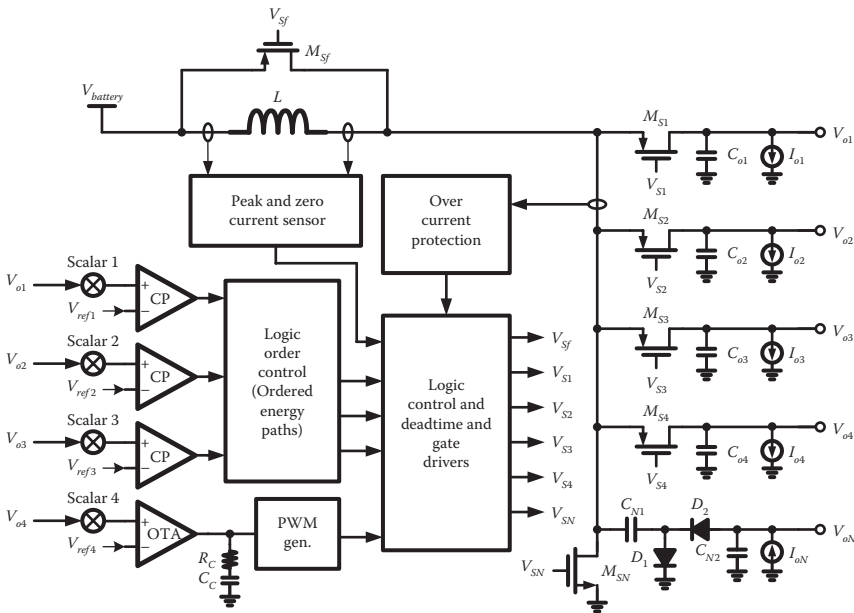 V_Sf
M_Sf
V_battery
L
Peak and zero
current sensor
Over
current
protection
M_S1
V_S1
C_o1
I_o1
V_o1
M_S2
V_S2
C_o2
I_o2
V_o2
M_S3
V_S3
C_o3
I_o3
V_o3
M_S4
V_S4
C_o4
I_o4
V_o4
Scalar 1
V_o1
V_ref1
+
−
CP
Scalar 2
V_o2
V_ref2
+
−
CP
Scalar 3
V_o3
V_ref3
+
−
CP
Scalar 4
V_o4
V_ref4
+
−
OTA
R_C
C_C
Logic
order
control
(Ordered
energy
paths)
PWM
gen.
Logic
control and
deadtime and
gate
drivers
V_Sf
V_S1
V_S2
V_S3
V_S4
V_SN
V_SN
M_SN
C_N1
D_1
D_2
C_N2
I_oN
V_oN